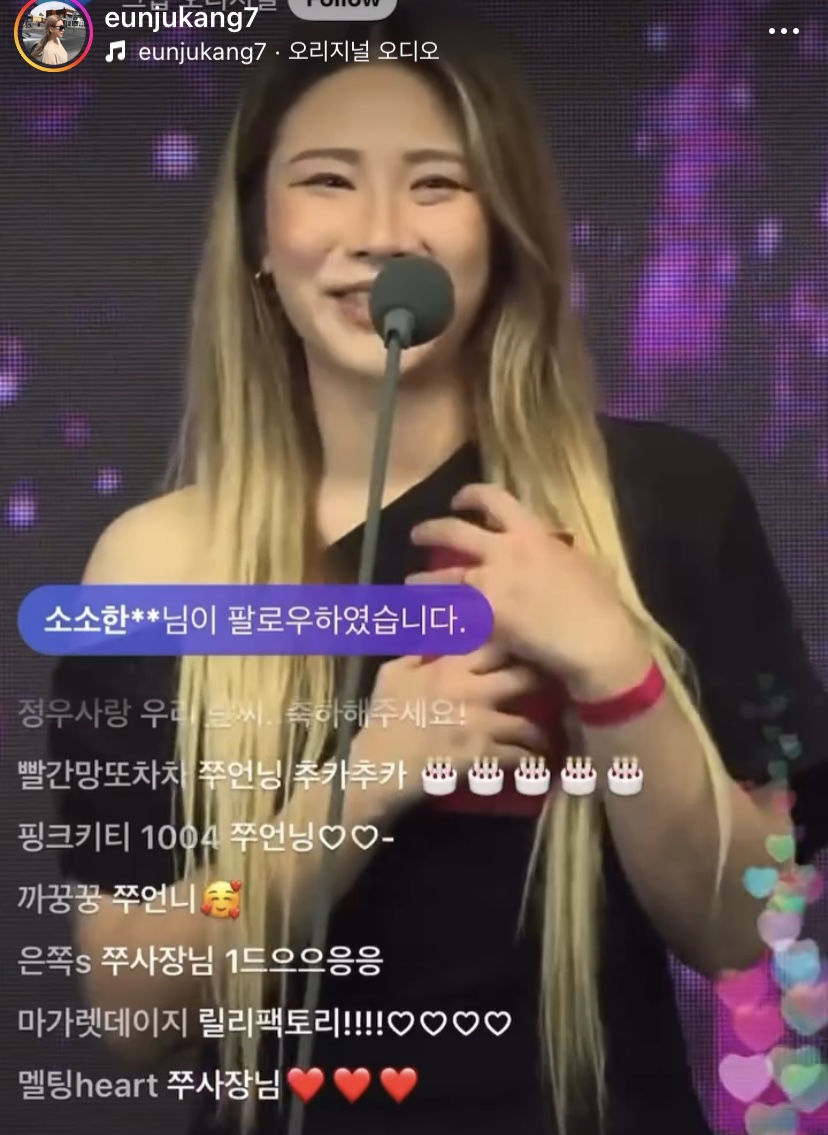 Follow
eunjukang7
eunjukang7 · 오리지널 오디오
소소한**님이 팔로우하였습니다.
정우사랑 우리 축하해주세요!
빨간망또차차 쭈언닝 추카추카
핑크키티 1004 쭈언닝♡♡-
까꿍꿍 쭈언니
은쪽s 쭈사장님 1드으으응응
마가렛데이지 릴리팩토리!!!!♡♡♡♡
멜팅heart 쭈사장님